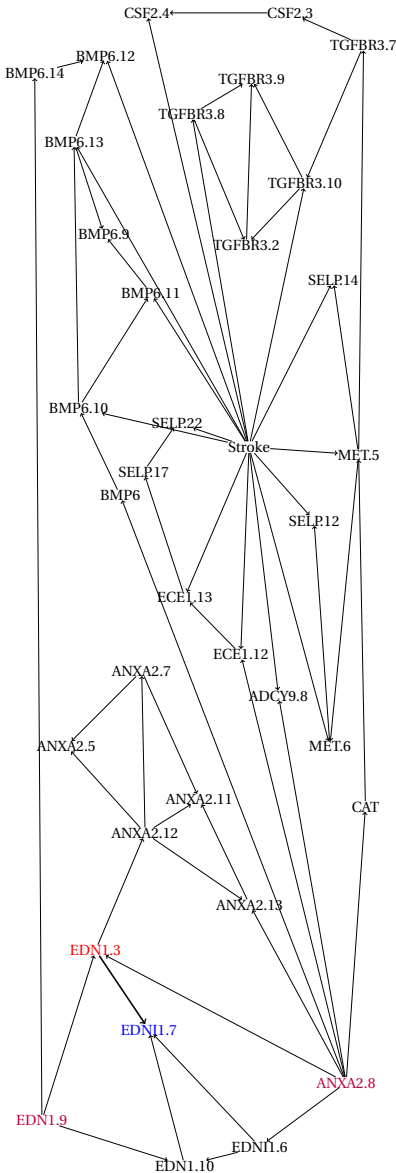 CSF2.4
CSF2.3
TGFBR3.7
BMP6.12
BMP6.14
TGFBR3.9
TGFBR3.8
BMP6.13
TGFBR3.10
BMP6.9
TGFBR3.2
SELP.14
BMP6.11
BMP6.10
SELP.22
Stroke
MET.5
SELP.17
BMP6
SELP.12
ECE1.13
ECE1.12
ANXA2.7
ADCY9.8
ANXA2.5
MET.6
ANXA2.11
CAT
ANXA2.12
ANXA2.13
EDN1.3
EDN1.7
ANXA2.8
EDN1.9
EDN1.6
EDN1.10